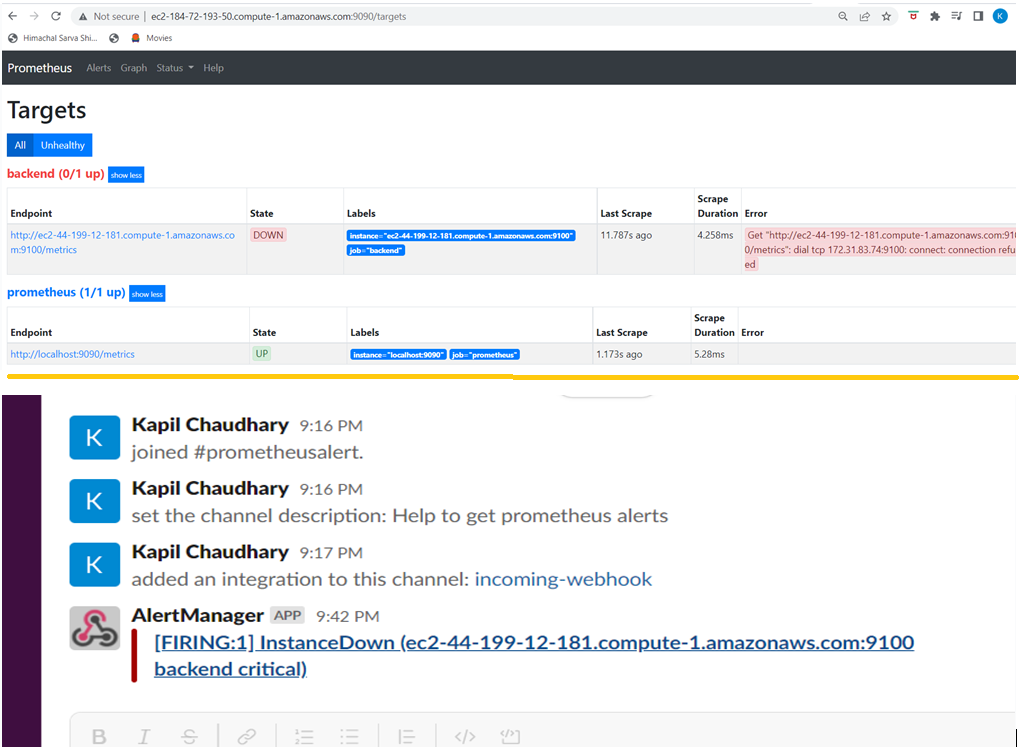 Not secure | ec2-184-72-193-50.compute-1.amazonaws.com:9090/targets
K
Himachal Sarva Shi... Movies
Prometheus Alerts Graph Status Help
Targets
All Unhealthy
backend (0/1 up) show less
Endpoint State Labels Last Scrape Scrape Duration Error
http://ec2-44-199-12-181.compute-1.amazonaws.co
m:9100/metrics
DOWN
instance="ec2-44-199-12-181.compute-1.amazonaws.com:9100"
job="backend"
11.787s ago
4.258ms
Get "http://ec2-44-199-12-181.compute-1.amazonaws.com:910
0/metrics": dial tcp 172.31.83.74:9100: connect: connection refu
ed
prometheus (1/1 up) show less
Endpoint State Labels Last Scrape Scrape Duration Error
http://localhost:9090/metrics UP instance="localhost:9090" job="prometheus" 1.173s ago 5.28ms
K
Kapil Chaudhary 9:16 PM
joined #prometheusalert.
K
Kapil Chaudhary 9:16 PM
set the channel description: Help to get prometheus alerts
K
Kapil Chaudhary 9:17 PM
added an integration to this channel: incoming-webhook
AlertManager APP 9:42 PM
[FIRING:1] InstanceDown (ec2-44-199-12-181.compute-1.amazonaws.com:9100
backend critical)
B I S